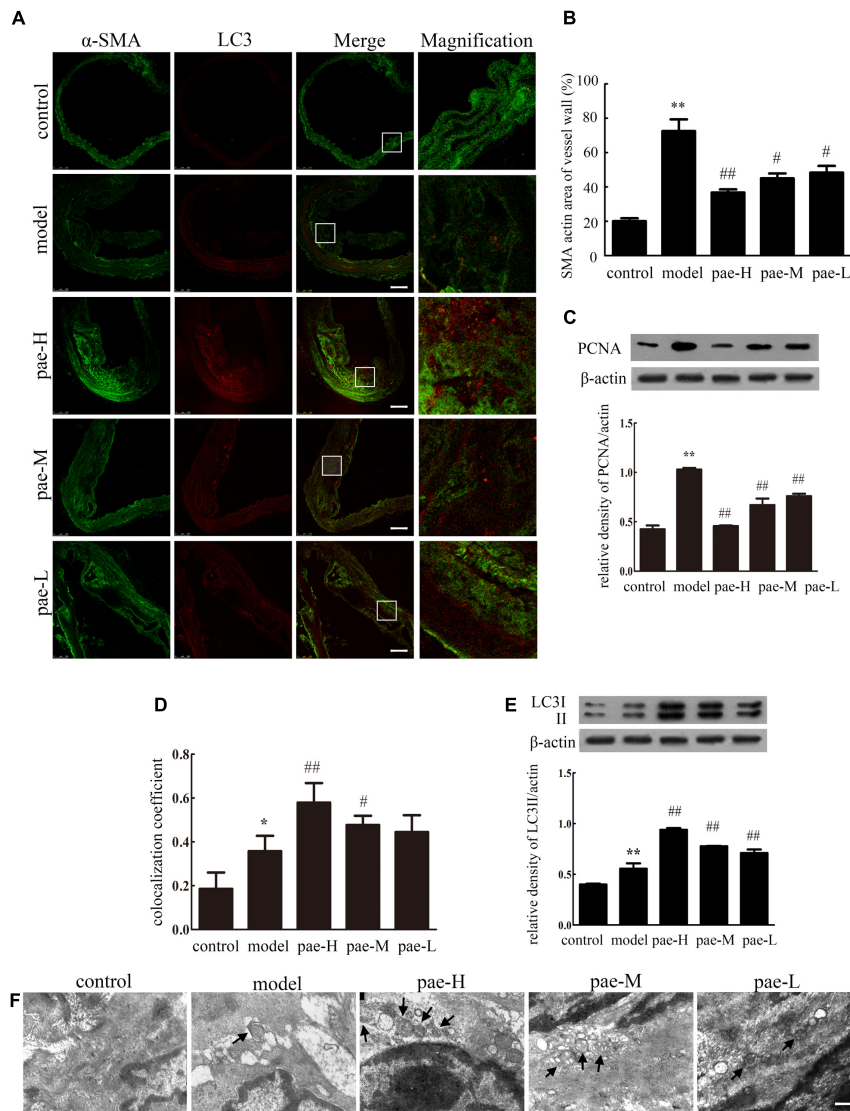 A
α-SMA LC3 Merge Magnification
control
model
pae-H
pae-M
pae-L
B
SMA actin area of vessel wall (%)
100
80
60
40
20
0
**
##
#
#
control model pae-H pae-M pae-L
C
PCNA
β-actin
relative density of PCNA/actin
1.5
1.0
0.5
0.0
**
##
##
##
control model pae-H pae-M pae-L
D
colocalization coefficient
0.8
0.6
0.4
0.2
0.0
*
##
#
control model pae-H pae-M pae-L
E
LC3I
II
β-actin
relative density of LC3II/actin
1.5
1.0
0.5
0.0
**
##
##
##
control model pae-H pae-M pae-L
F
control model pae-H pae-M pae-L